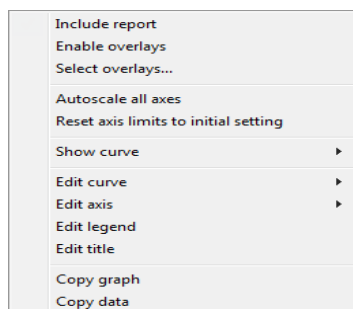 Include report
Enable overlays
Select overlays...
Autoscale all axes
Reset axis limits to initial setting
Show curve
Edit curve
Edit axis
Edit legend
Edit title
Copy graph
Copy data